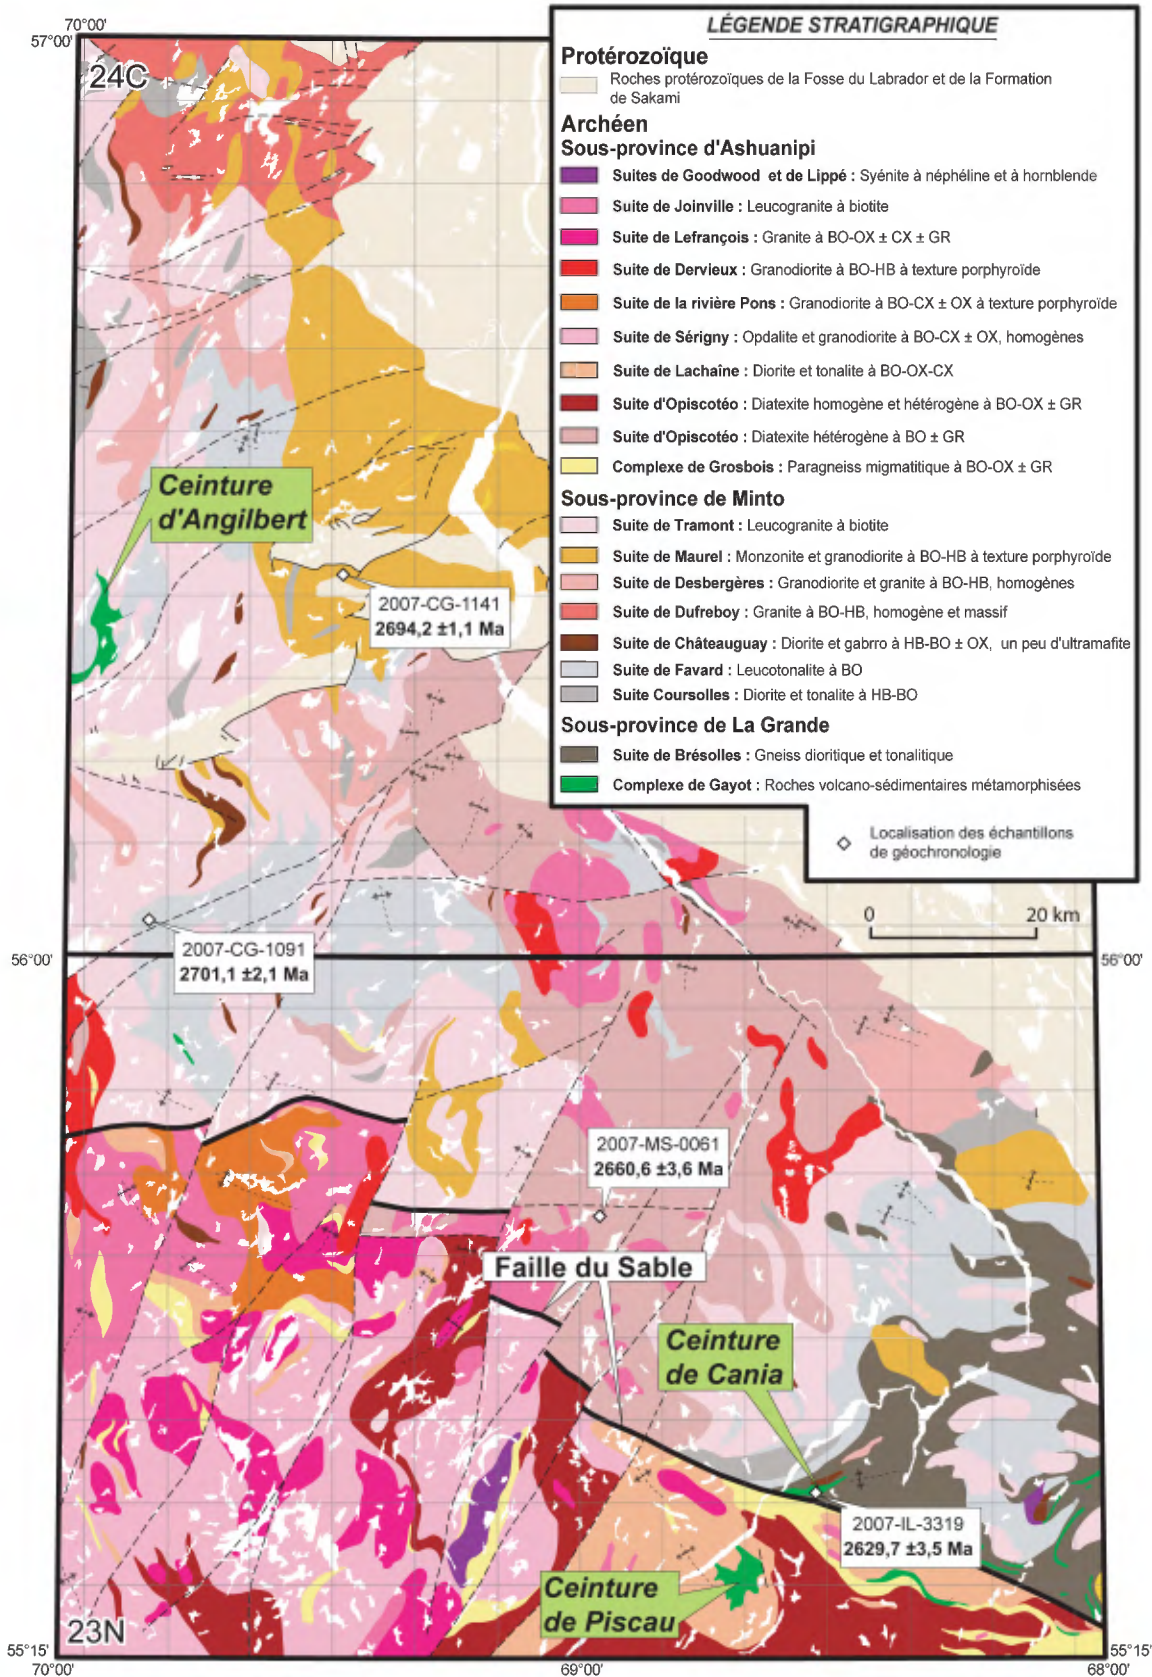 70°00'
57°00'
24C
LÉGENDE STRATIGRAPHIQUE
Protérozoïque
Roches protérozoïques de la Fosse du Labrador et de la Formation
de Sakami
Archéen
Sous-province d'Ashuanipi
Suites de Goodwood et de Lippé : Syénite à néphéline et à hornblende
Suite de Joinville : Leucogranite à biotite
Suite de Lefrançois : Granite à BO-OX ± CX ± GR
Suite de Dervieux : Granodiorite à BO-HB à texture porphyroïde
Suite de la rivière Pons : Granodiorite à BO-CX ± OX à texture porphyroïde
Suite de Sérigny : Opdalite et granodiorite à BO-CX ± OX, homogènes
Suite de Lachaîne : Diorite et tonalite à BO-OX-CX
Suite d'Opiscotéo : Diatexite homogène et hétérogène à BO-OX ± GR
Suite d'Opiscotéo : Diatexite hétérogène à BO ± GR
Complexe de Grosbois : Paragneiss migmatitique à BO-OX ± GR
Sous-province de Minto
Suite de Tramont : Leucogranite à biotite
Suite de Maurel : Monzonite et granodiorite à BO-HB à texture porphyroïde
Suite de Desbergères : Granodiorite et granite à BO-HB, homogènes
Suite de Dufreboy : Granite à BO-HB, homogène et massif
Suite de Châteauguay : Diorite et gabrro à HB-BO ± OX, un peu d'ultramafite
Suite de Favard : Leucotonalite à BO
Suite Coursolles : Diorite et tonalite à HB-BO
Sous-province de La Grande
Suite de Brésolles : Gneiss dioritique et tonalitique
Complexe de Gayot : Roches volcano-sédimentaires métamorphisées
Localisation des échantillons
de géochronologie
0 20 km
Ceinture
d'Angilbert
2007-CG-1141
2694,2 ±1,1 Ma
2007-CG-1091
2701,1 ±2,1 Ma
56°00'
56°00'
2007-MS-0061
2660,6 ±3,6 Ma
Faille du Sable
Ceinture
de Cania
2007-IL-3319
2629,7 ±3,5 Ma
Ceinture
de Piscau
23N
55°15'
55°15'
70°00'
69°00'
68°00'